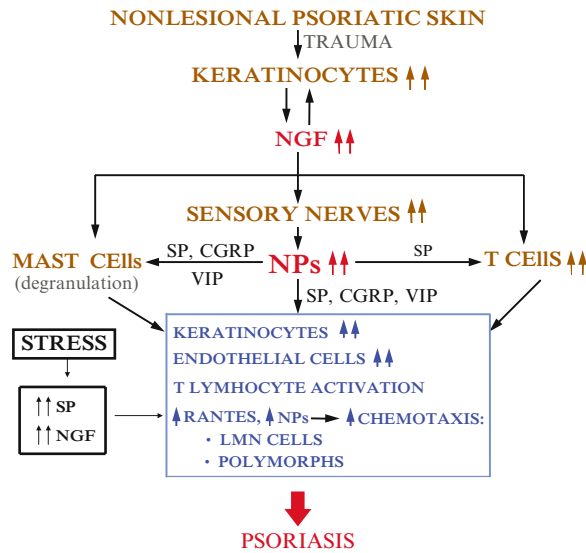 NONLESIONAL PSORIATIC SKIN
TRAUMA
KERATINOCYTES
NGF
SENSORY NERVES
MAST CEllS
(degranulation)
SP, CGRP
VIP
NPs
SP
T CEllS
SP, CGRP, VIP
KERATINOCYTES
ENDOTHELIAL CELLS
T LYMHOCYTE ACTIVATION
RANTES, NPs CHEMOTAXIS:
· LMN CELLS
· POLYMORPHS
STRESS
SP
NGF
PSORIASIS